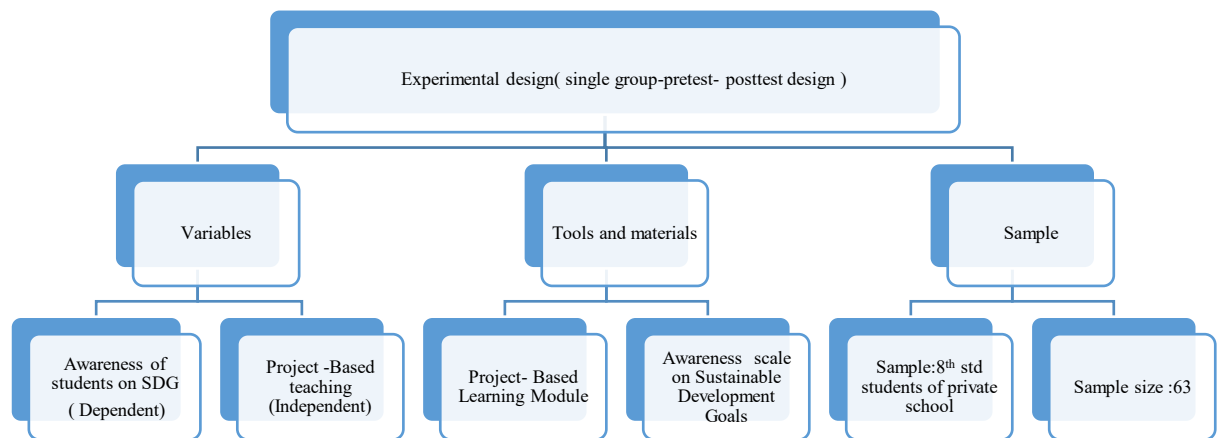 Experimental design( single group-pretest- posttest design )
Variables
Tools and materials
Sample
Awareness of
students on SDG
( Dependent)
Project -Based
teaching
(Independent)
Project- Based
Learning Module
Awareness scale
on Sustainable
Development
Goals
Sample:8th std
students of private
school
Sample size :63